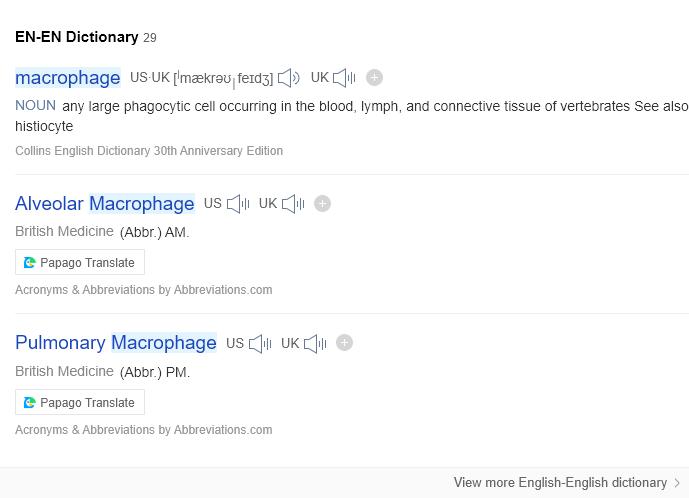 EN-EN Dictionary 29
macrophage US·UK [ˈmækrəʊˌfeɪdʒ] UK
NOUN any large phagocytic cell occurring in the blood, lymph, and connective tissue of vertebrates See also
histiocyte
Collins English Dictionary 30th Anniversary Edition
Alveolar Macrophage US UK
British Medicine (Abbr.) AM.
Papago Translate
Acronyms & Abbreviations by Abbreviations.com
Pulmonary Macrophage US UK
British Medicine (Abbr.) PM.
Papago Translate
Acronyms & Abbreviations by Abbreviations.com
View more English-English dictionary